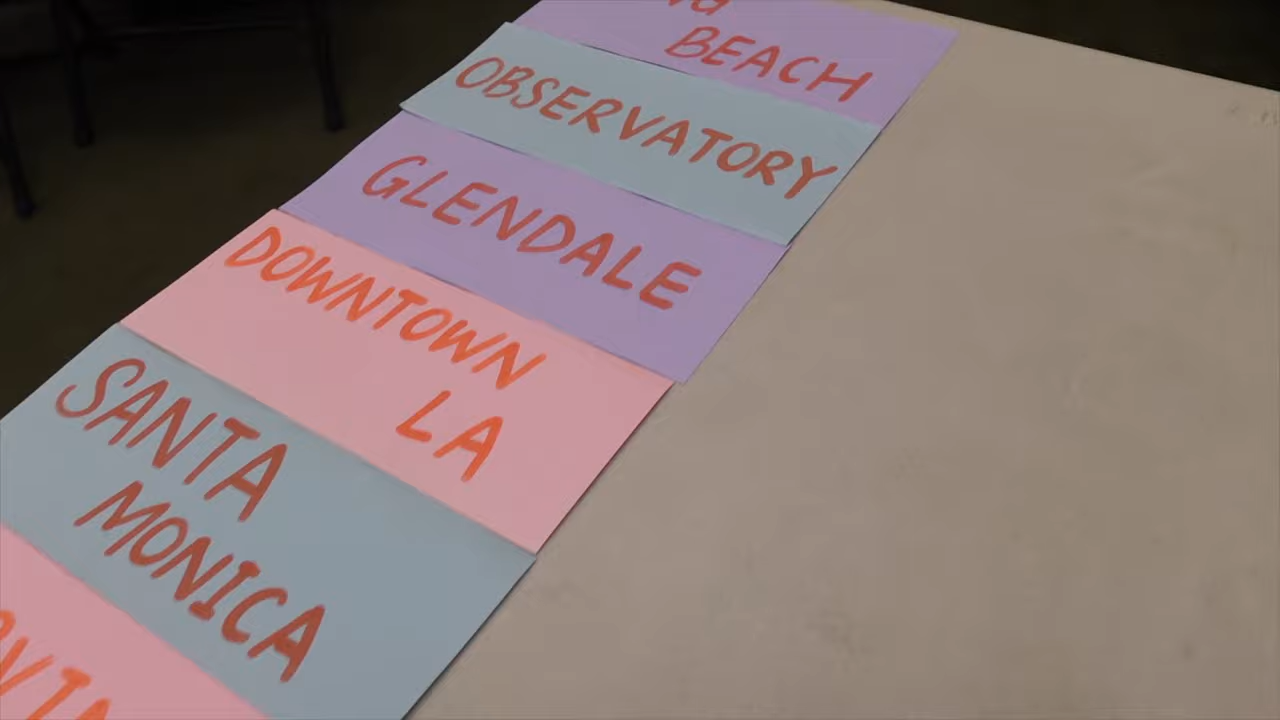 BEACH
OBSERVATORY
GLENDALE
DOWNTOWN
LA
SANTA
MONICA